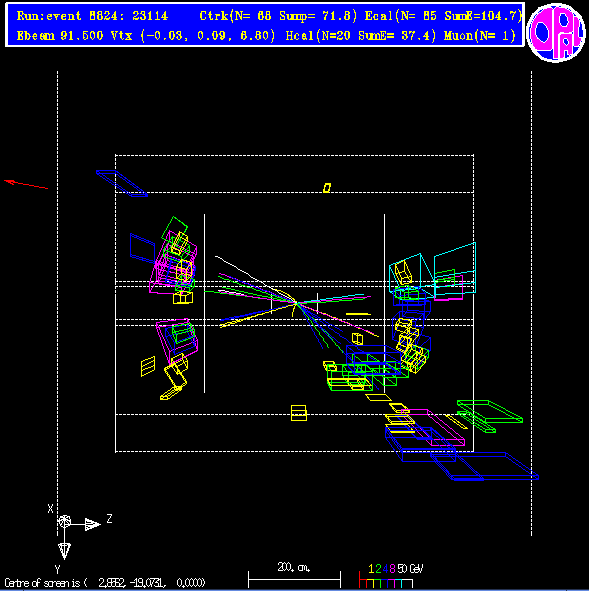 Run:event 8824: 23114 Ctrk(N= 68 Sump= 71.8) Ecal(N= 85 SumE=104.7)
Ebeam 91.500 Vtx (-0.03, 0.09, 6.80) Hcal(N=20 SumE= 37.4) Muon(N= 1)
OPAL
X
Z
Y
200. cm.
1 2 4 8 50 GeV
Centre of screen is ( 2.8552, -19.0731, 0.0000)